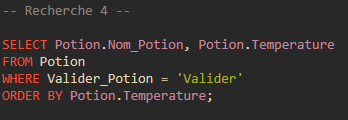 -- Recherche 4 --
SELECT Potion.Nom_Potion, Potion.Temperature
FROM Potion
WHERE Valider_Potion = 'Valider'
ORDER BY Potion.Temperature;